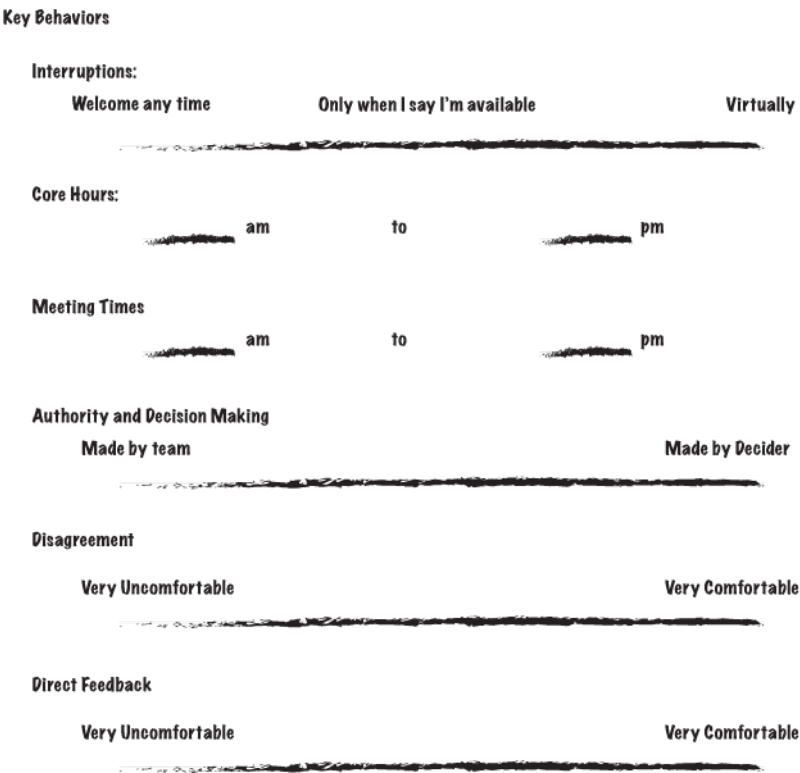 Key Behaviors
Interruptions:
Welcome any time Only when I say I'm available Virtually
Core Hours:
am to pm
Meeting Times
am to pm
Authority and Decision Making
Made by team Made by Decider
Disagreement
Very Uncomfortable Very Comfortable
Direct Feedback
Very Uncomfortable Very Comfortable